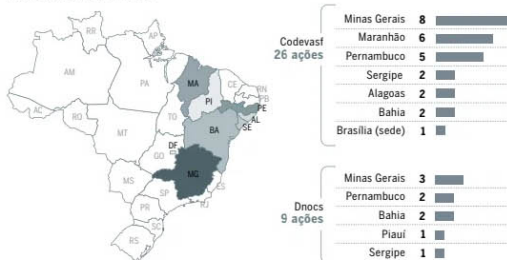 RR
AP
AM
PA
MA
CE
RN
PB
PE
AL
SE
PI
AC
RO
TO
BA
MT
DF
GO
MG
MS
ES
SP
RJ
PR
SC
RS
Codevasf
26 ações
Minas Gerais 8
Maranhão 6
Pernambuco 5
Sergipe 2
Alagoas 2
Bahia 2
Brasília (sede) 1
Dnocs
9 ações
Minas Gerais 3
Pernambuco 2
Bahia 2
Piauí 1
Sergipe 1